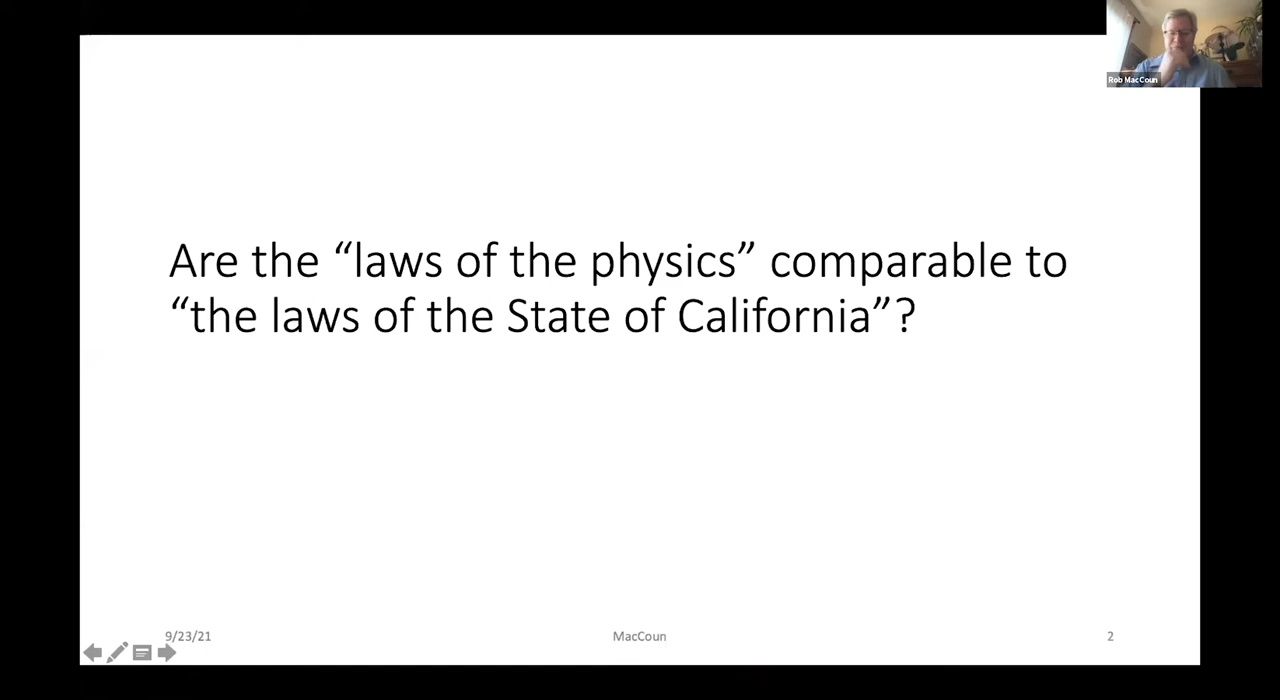 Rob MacCoun
Are the “laws of the physics” comparable to
“the laws of the State of California”?
9/23/21
MacCoun
2